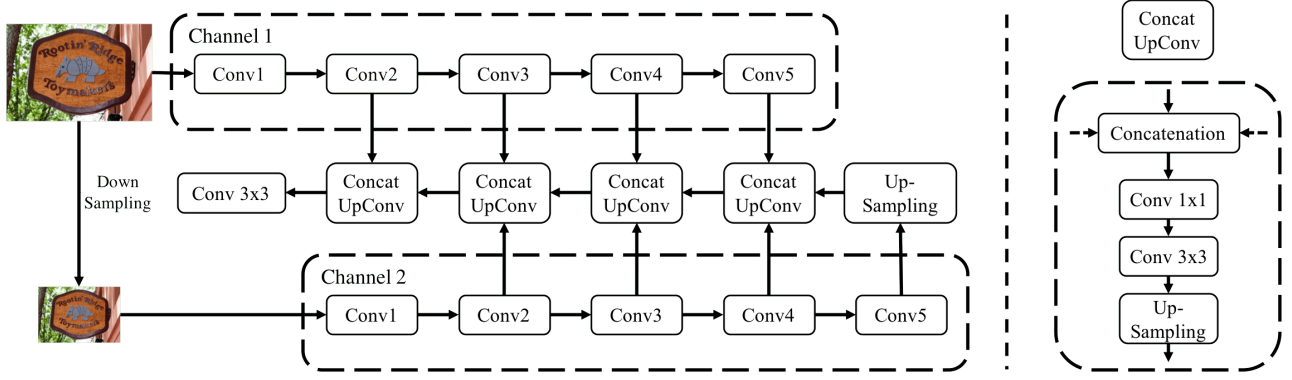 Rootin' Ridge
Toymakers
Channel 1
Conv1
Conv2
Conv3
Conv4
Conv5
Down
Sampling
Conv 3x3
Concat
UpConv
Concat
UpConv
Concat
UpConv
Concat
UpConv
Up-
Sampling
Rootin' Ridge
Toymakers
Channel 2
Conv1
Conv2
Conv3
Conv4
Conv5
Concat
UpConv
Concatenation
Conv 1x1
Conv 3x3
Up-
Sampling